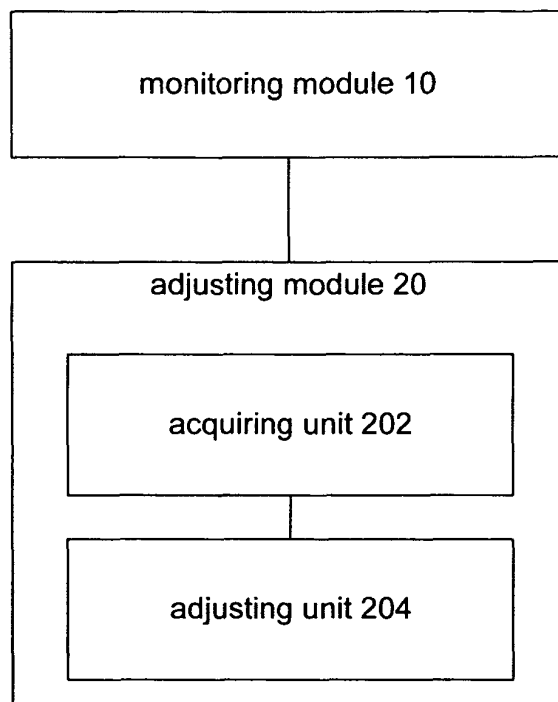 monitoring module 10
adjusting module 20
acquiring unit 202
adjusting unit 204